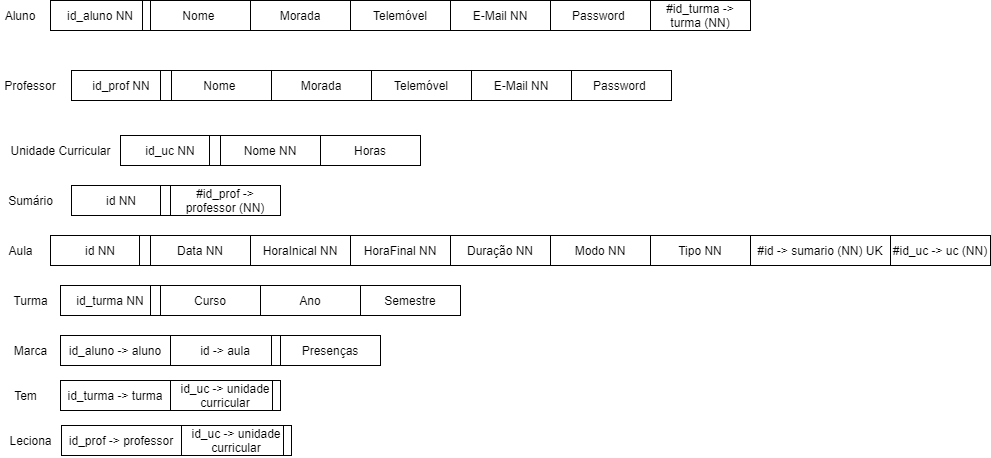 Aluno id_aluno NN Nome Morada Telemóvel E-Mail NN Password #id_turma ->
turma (NN)
Professor id_prof NN Nome Morada Telemóvel E-Mail NN Password
Unidade Curricular id_uc NN Nome NN Horas
Sumário id NN #id_prof ->
professor (NN)
Aula id NN Data NN HoraInical NN HoraFinal NN Duração NN Modo NN Tipo NN #id -> sumario (NN) UK #id_uc -> uc (NN)
Turma id_turma NN Curso Ano Semestre
Marca id_aluno -> aluno id -> aula Presenças
Tem id_turma -> turma id_uc -> unidade
curricular
Leciona id_prof -> professor id_uc -> unidade
curricular